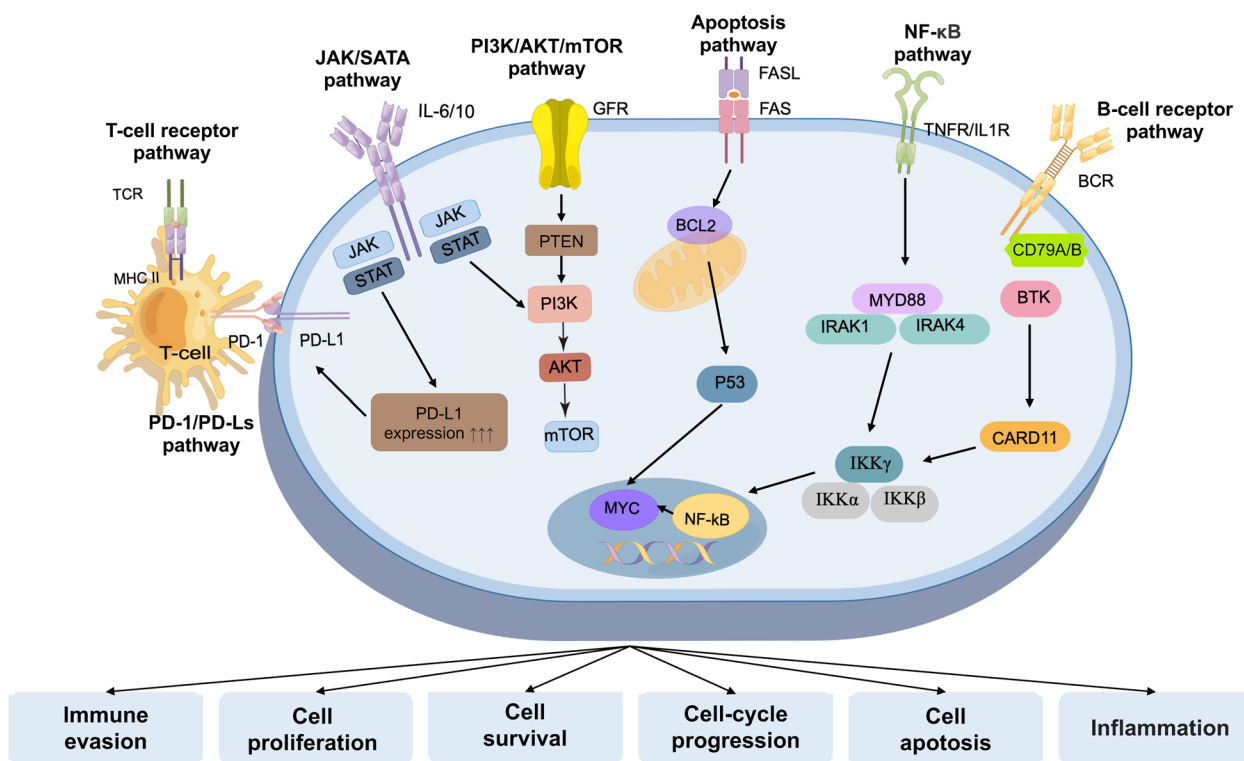 T-cell receptor
pathway
TCR
MHC II
T-cell
PD-1
PD-L1
PD-1/PD-Ls
pathway
JAK/SATA
pathway
IL-6/10
JAK
STAT
JAK
STAT
PD-L1
expression ↑↑↑
PI3K/AKT/mTOR
pathway
GFR
PTEN
PI3K
AKT
mTOR
Apoptosis
pathway
FASL
FAS
BCL2
P53
MYC
NF-kB
NF-κB
pathway
TNFR/IL1R
MYD88
IRAK1
IRAK4
IKKγ
IKKα
IKKβ
B-cell receptor
pathway
BCR
CD79A/B
BTK
CARD11
Immune
evasion
Cell
proliferation
Cell
survival
Cell-cycle
progression
Cell
apotosis
Inflammation